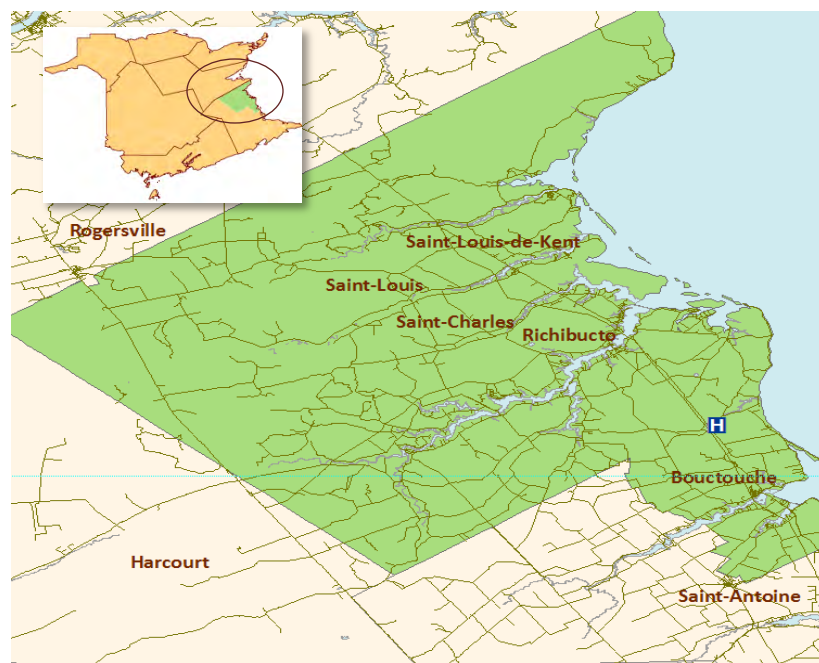 Rogersville
Saint-Louis-de-Kent
Saint-Louis
Saint-Charles
Richibucto
H
Bouctouche
Harcourt
Saint-Antoine